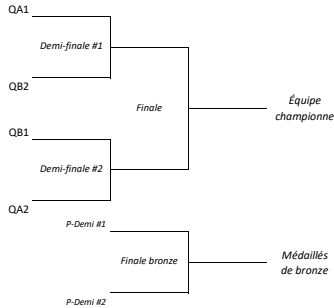 QA1
Demi-finale #1
QB2
Finale
Équipe
championne
QB1
Demi-finale #2
QA2
P-Demi #1
Finale bronze
Médaillés
de bronze
P-Demi #2